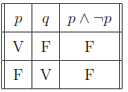 p q p ∧ ¬p
V F F
F V F